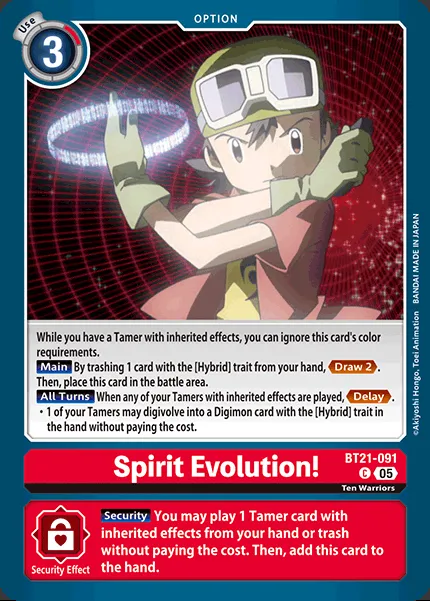 Use
3
OPTION
While you have a Tamer with inherited effects, you can ignore this card's color
requirements.
Main By trashing 1 card with the [Hybrid] trait from your hand, Draw 2.
Then, place this card in the battle area.
All Turns When any of your Tamers with inherited effects are played, Delay.
・1 of your Tamers may digivolve into a Digimon card with the [Hybrid] trait in
the hand without paying the cost.
©Akiyoshi Hongo, Toei Animation BANDAI MADE IN JAPAN
Spirit Evolution!
BT21-091
C 05
Ten Warriors
Security You may play 1 Tamer card with
inherited effects from your hand or trash
without paying the cost. Then, add this card to
the hand.
Security Effect